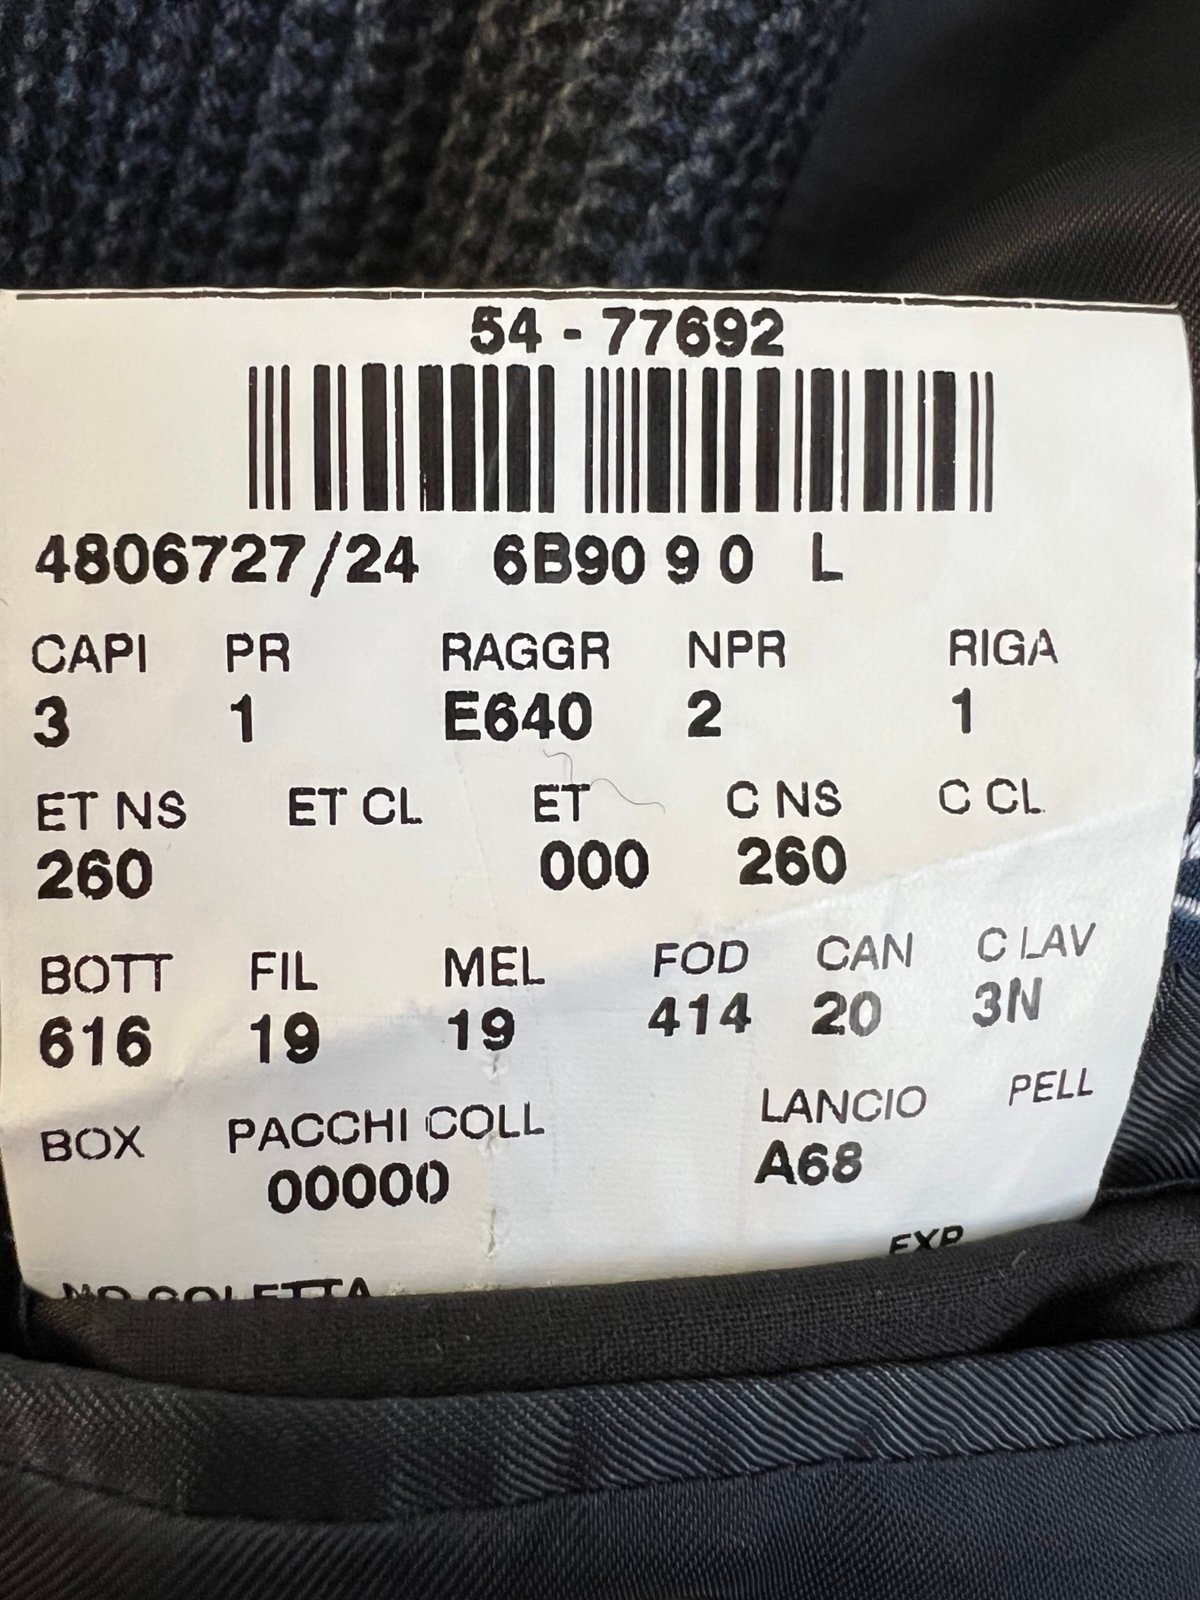 54 - 77692
4806727/24 6B90 9 0 L
CAPI PR RAGGR NPR RIGA
3 1 E640 2 1
ET NS ET CL ET C NS C CL
260 000 260
BOTT FIL MEL FOD CAN C LAV
616 19 19 414 20 3N
BOX PACCHI COLL LANCIO PELL
00000 A68
EXP
COLETTA